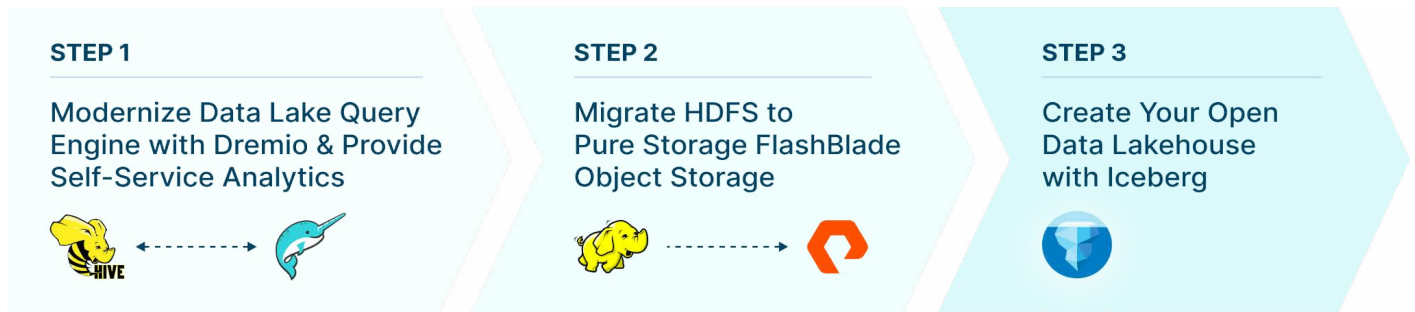 STEP 1
Modernize Data Lake Query
Engine with Dremio & Provide
Self-Service Analytics
HIVE
STEP 2
Migrate HDFS to
Pure Storage FlashBlade
Object Storage
STEP 3
Create Your Open
Data Lakehouse
with Iceberg